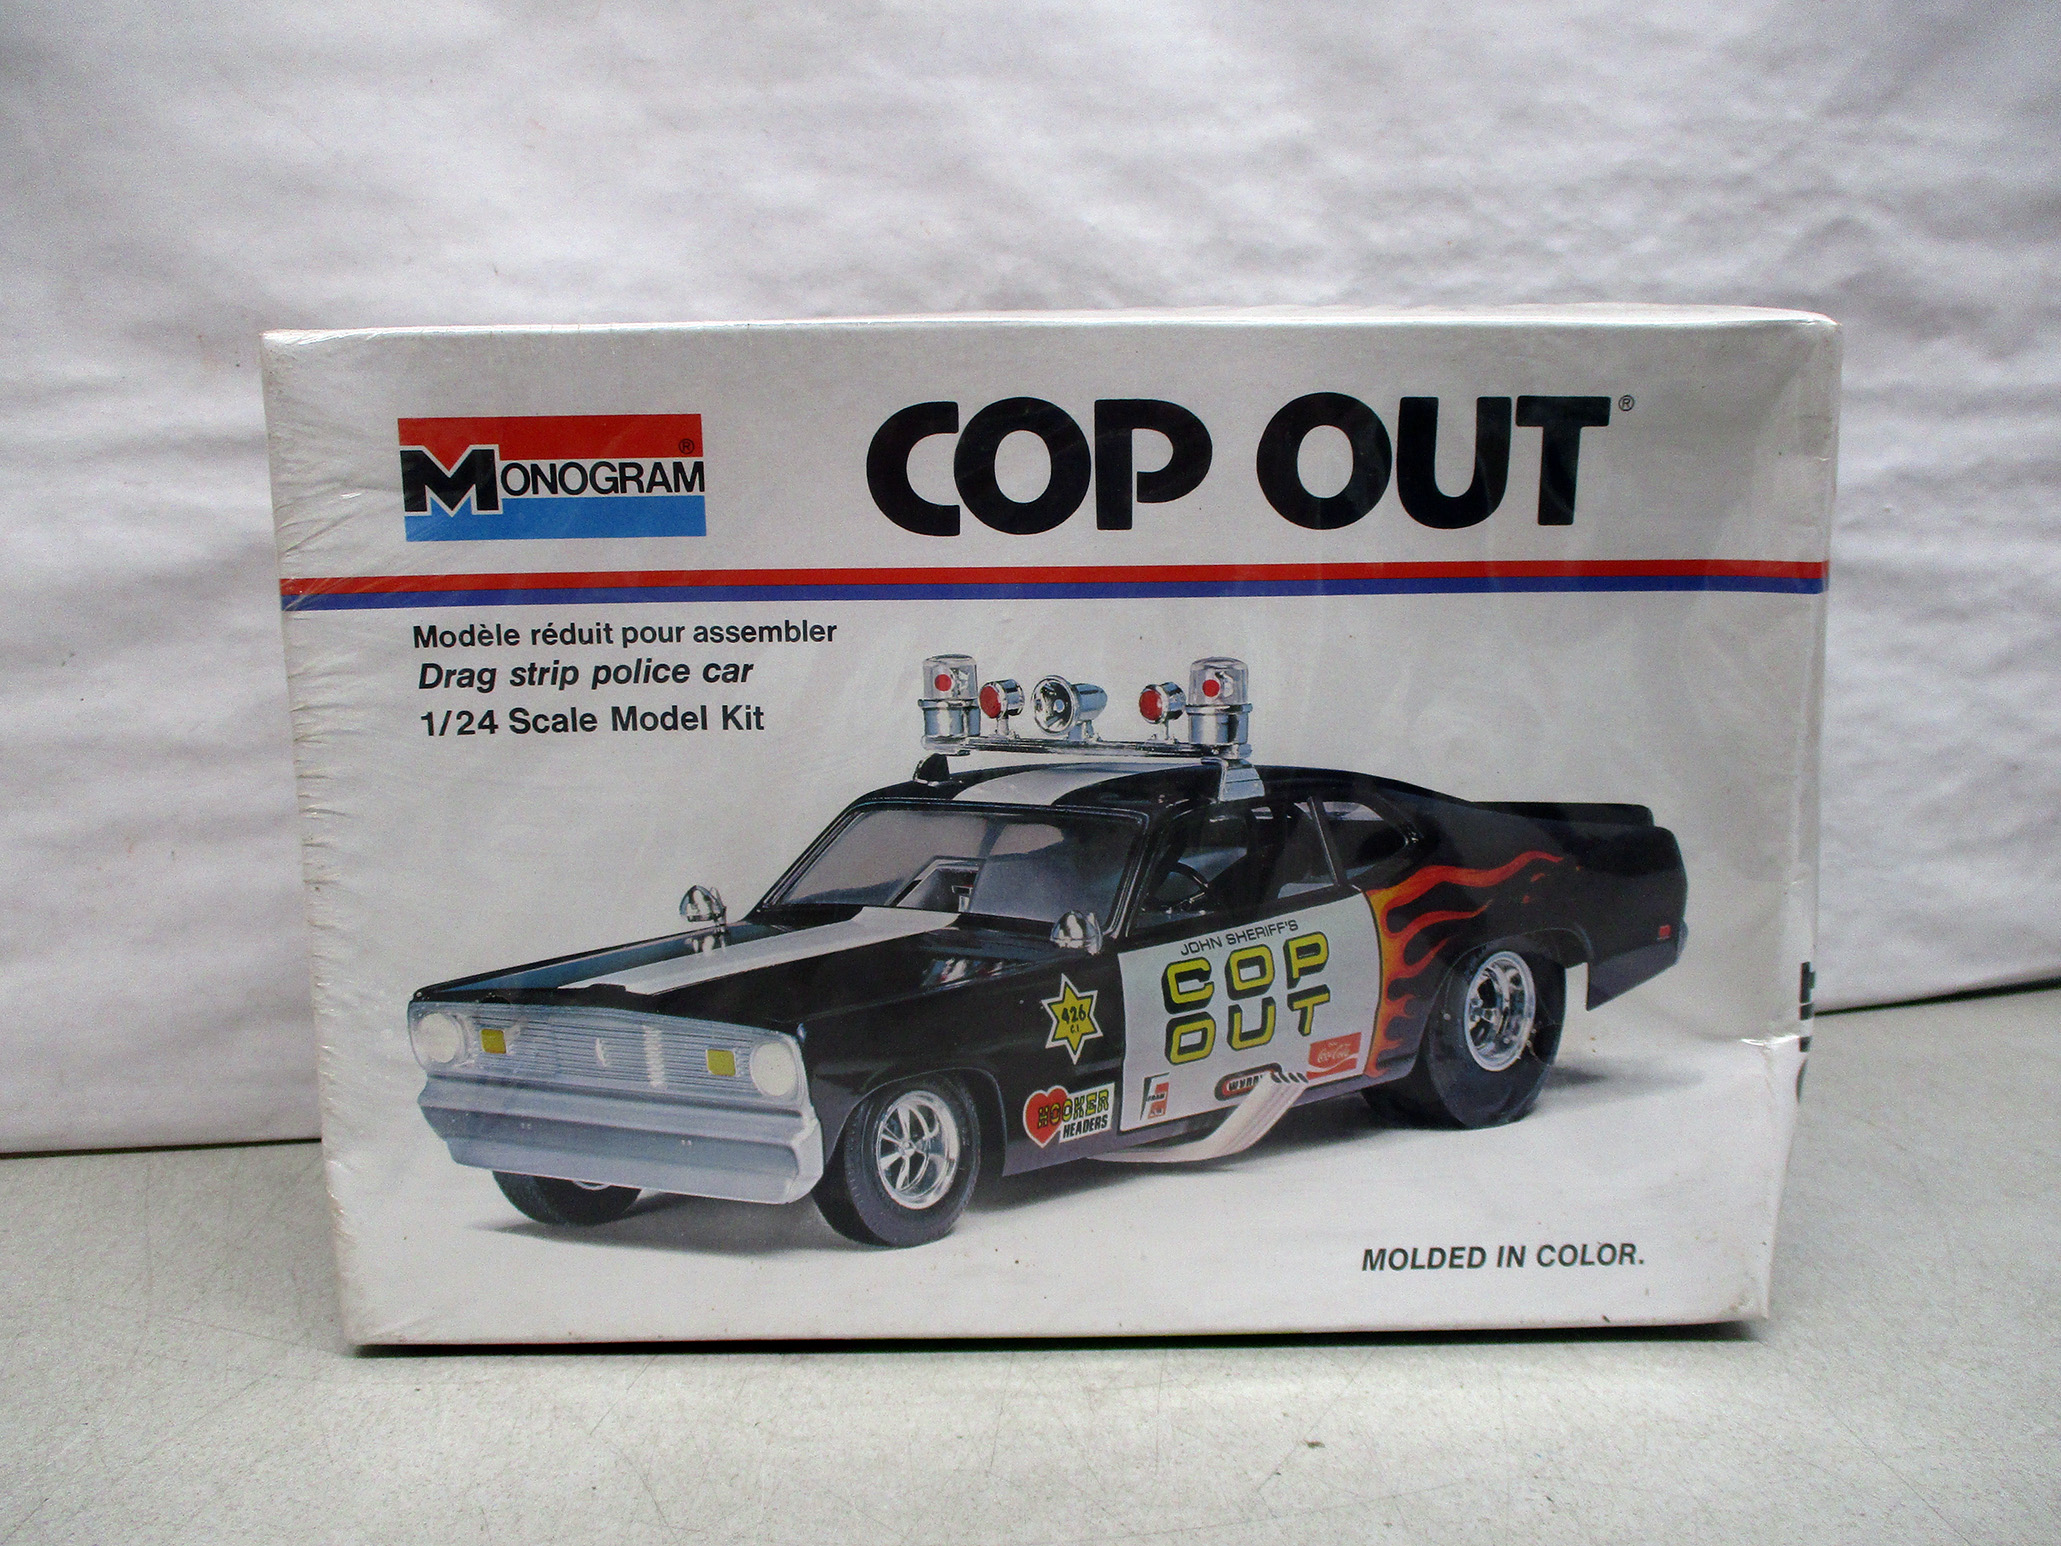 MONOGRAM®
COP OUT®
Modèle réduit pour assembler
Drag strip police car
1/24 Scale Model Kit
JOHN SHERIFF'S
COP
OUT
426
C.I.
Coca-Cola
FRAM
HOOKER
HEADERS
MOLDED IN COLOR.